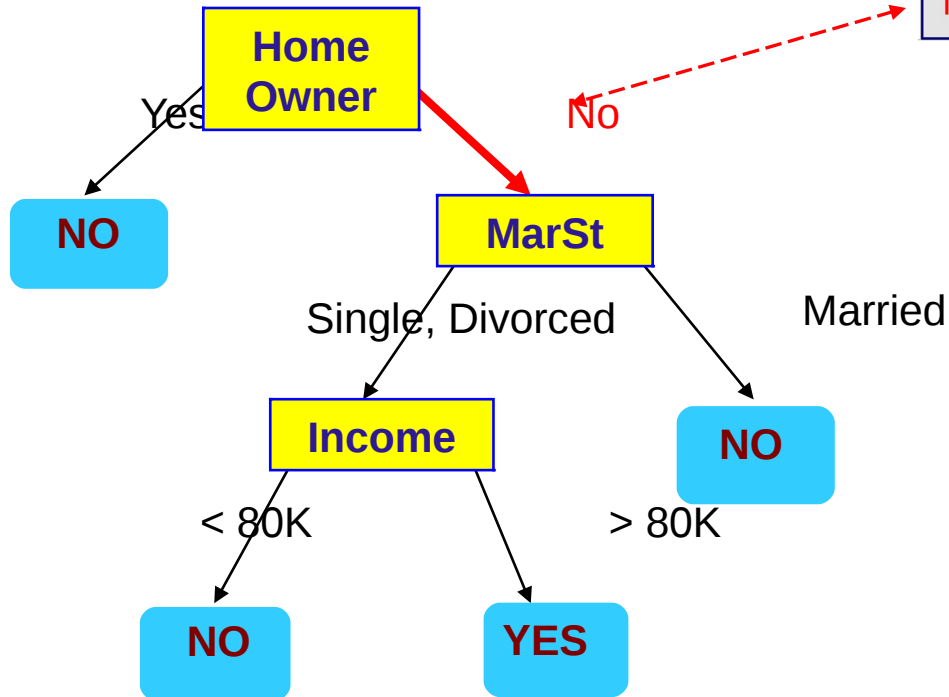 Home
Owner
Yes
No
NO
MarSt
Single, Divorced
Married
Income
NO
< 80K
> 80K
NO
YES